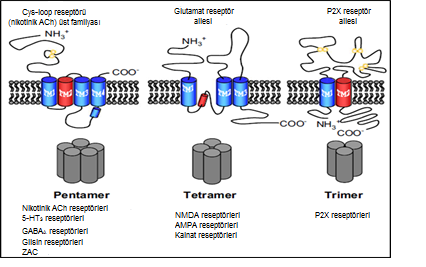 Cys-loop reseptörü
(nikotinik ACh) üst familyası
NH₃⁺
COO⁻
Pentamer
Nikotinik ACh reseptörleri
5-HT₃ reseptörleri
GABAA reseptörleri
Glisin reseptörleri
ZAC
Glutamat reseptör
ailesi
NH₃⁺
COO⁻
Tetramer
NMDA reseptörleri
AMPA reseptörleri
Kainat reseptörleri
P2X reseptör
ailesi
NH₃⁺
COO⁻
Trimer
P2X reseptörleri